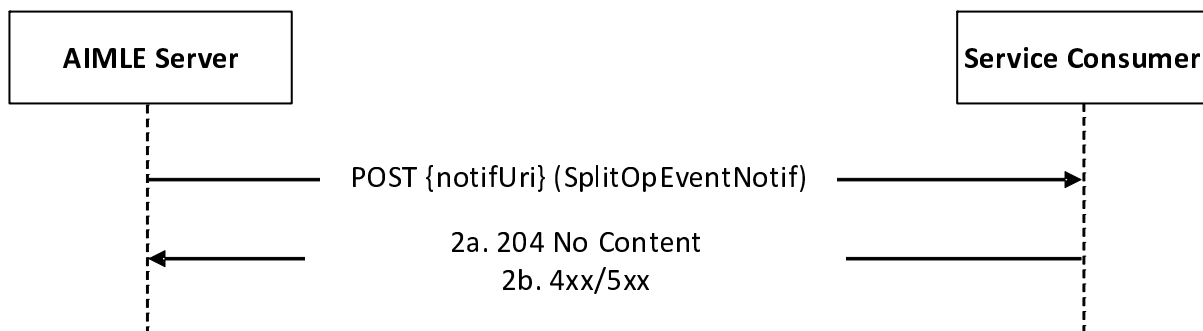 AIMLE Server
Service Consumer
POST {notifUri} (SplitOpEventNotif)
2a. 204 No Content
2b. 4xx/5xx